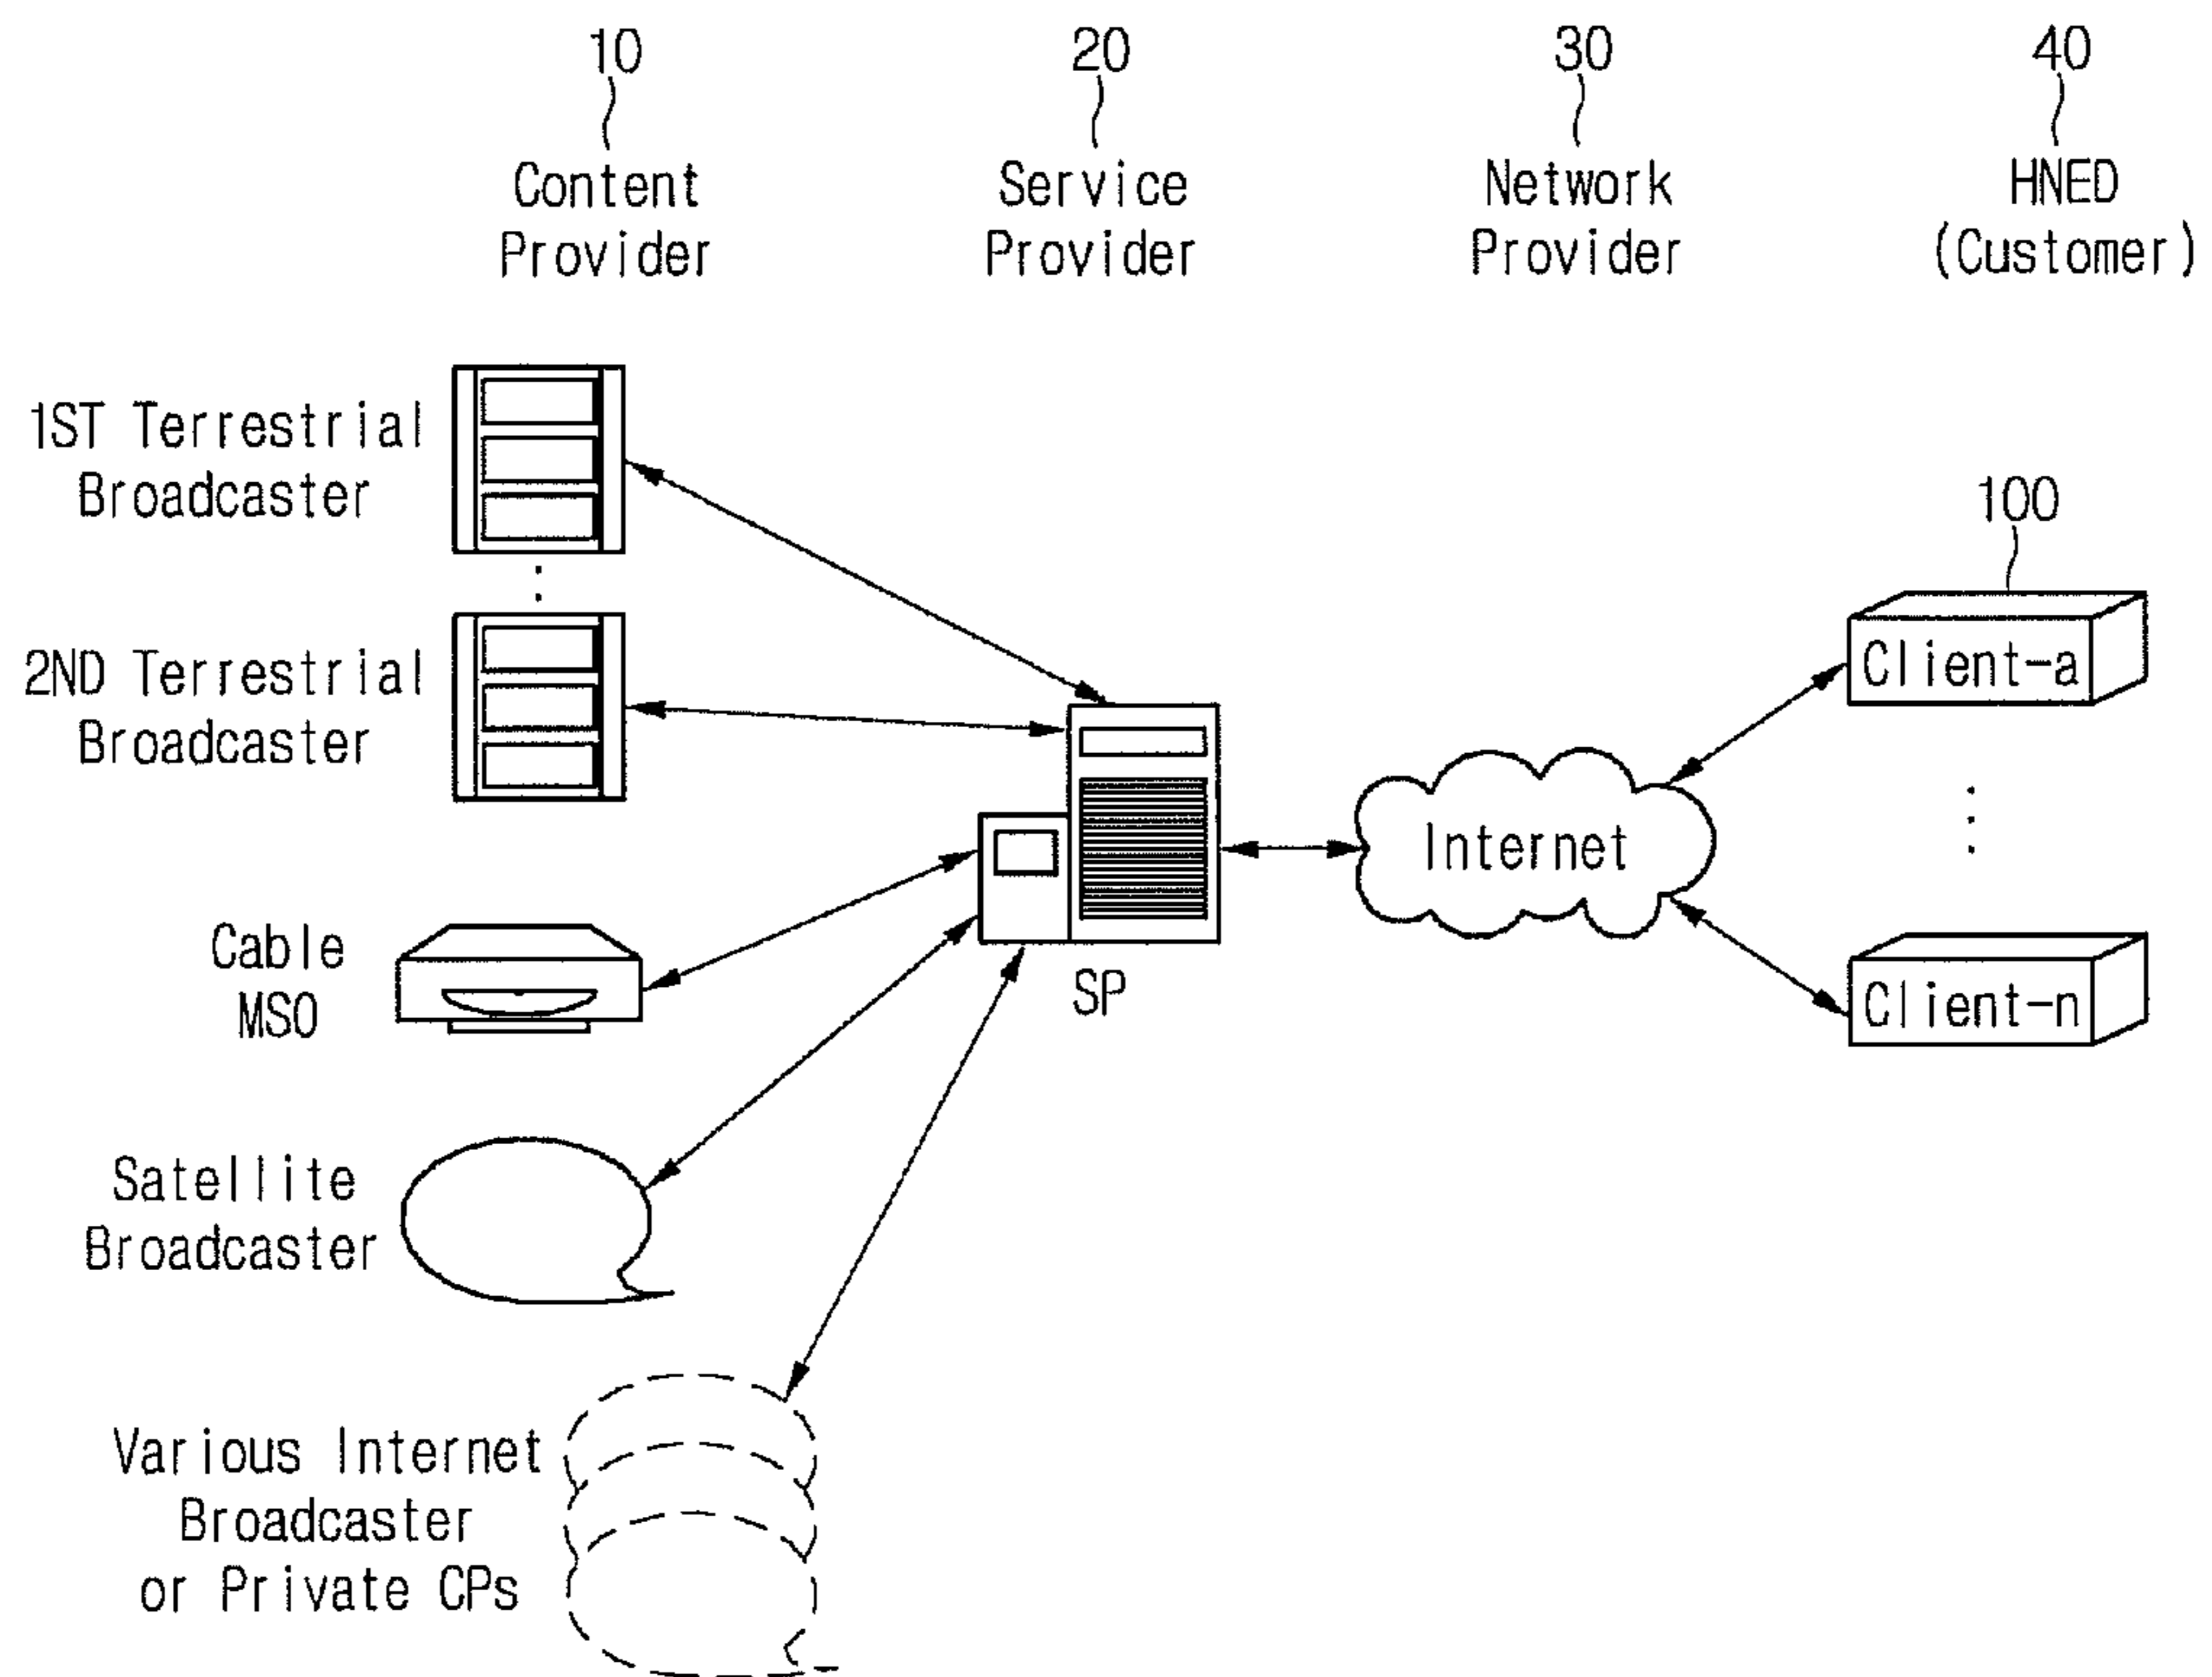 10
20
30
40
Content
Provider
Service
Provider
Network
Provider
HNED
(Customer)
1ST Terrestrial
Broadcaster
2ND Terrestrial
Broadcaster
Cable
MSO
Satellite
Broadcaster
Various Internet
Broadcaster
or Private CPs
SP
Internet
100
Client-a
Client-n